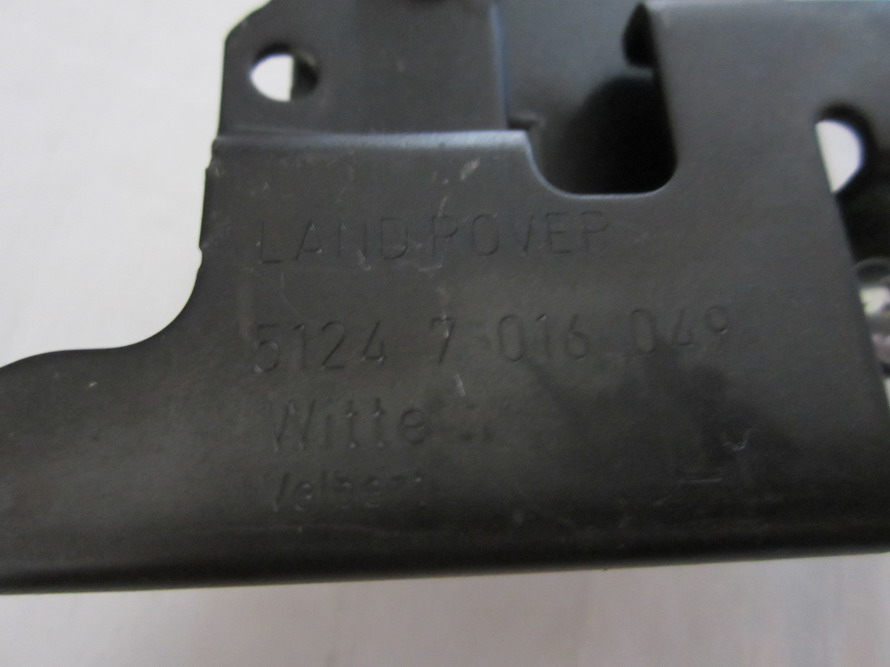 LAND ROVER
5124 7 016 049
Witte
Velbert